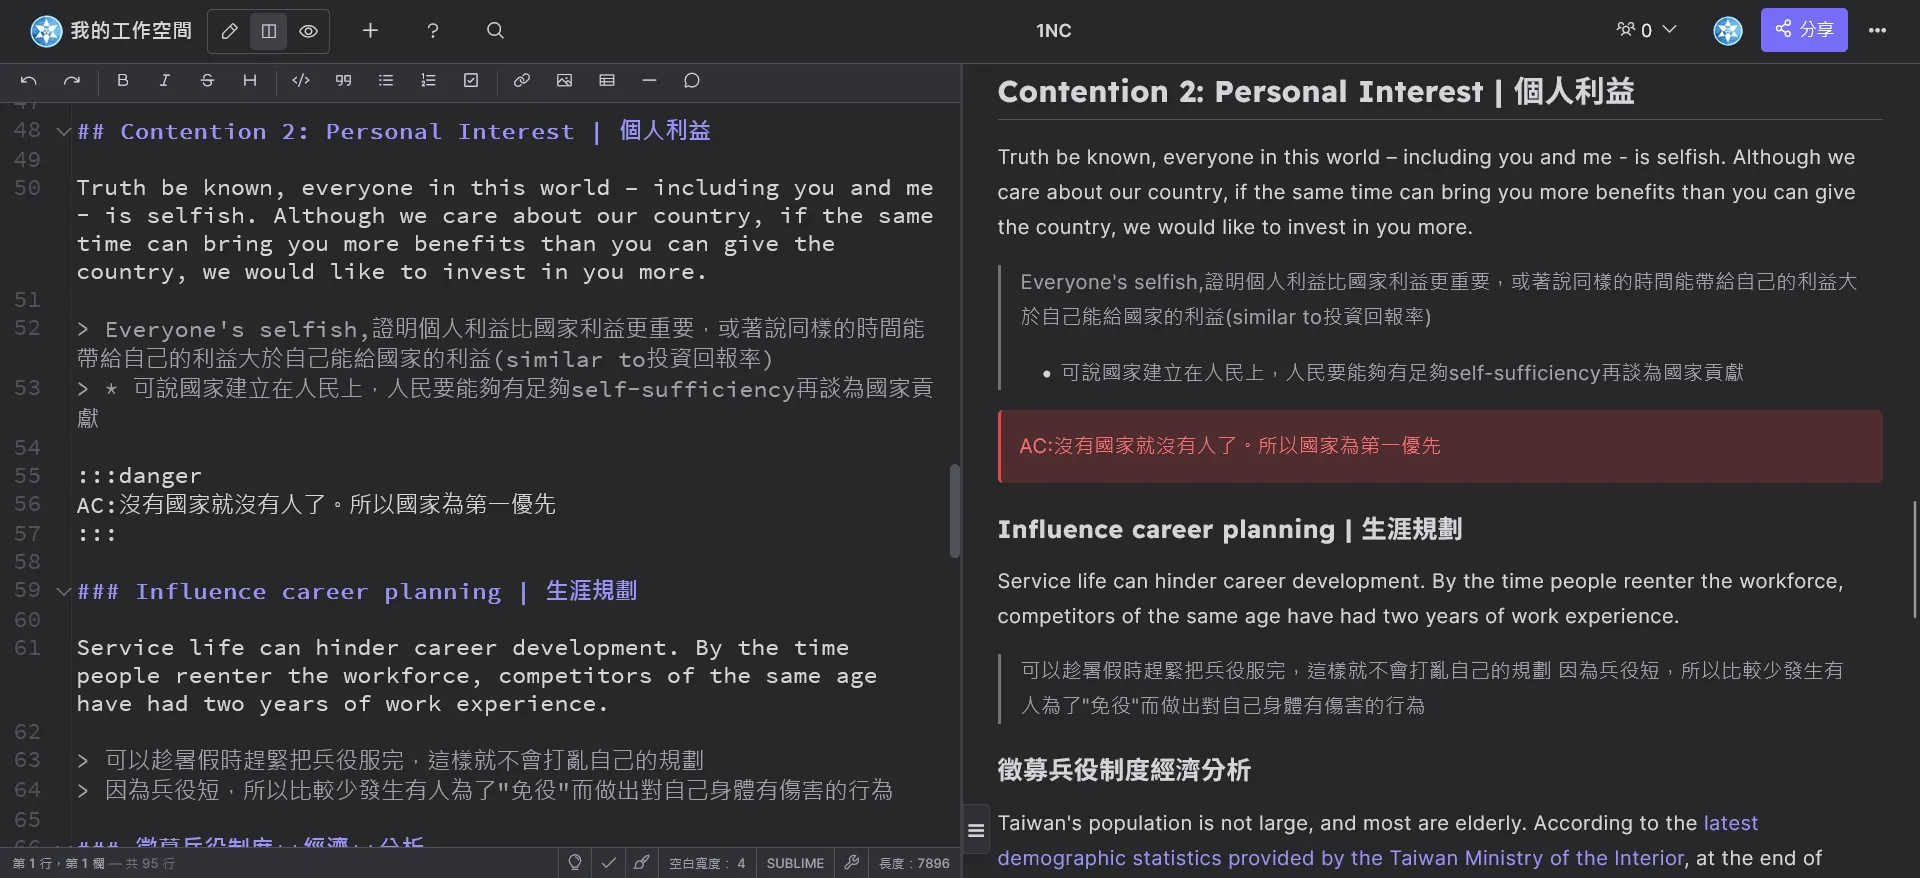 我的工作空間
1NC
0
分享
48 ## Contention 2: Personal Interest | 個人利益
49
50 Truth be known, everyone in this world – including you and me
- is selfish. Although we care about our country, if the same
time can bring you more benefits than you can give the
country, we would like to invest in you more.
51
52 > Everyone's selfish,證明個人利益比國家利益更重要，或著說同樣的時間能
帶給自己的利益大於自己能給國家的利益(similar to投資回報率)
53 > * 可說國家建立在人民上，人民要能夠有足夠self-sufficiency再談為國家貢
獻
54
55 :::danger
56 AC:沒有國家就沒有人了。所以國家為第一優先
57 :::
58
59 ### Influence career planning | 生涯規劃
60
61 Service life can hinder career development. By the time
people reenter the workforce, competitors of the same age
have had two years of work experience.
62
63 > 可以趁暑假時趕緊把兵役服完，這樣就不會打亂自己的規劃
64 > 因為兵役短，所以比較少發生有人為了"免役"而做出對自己身體有傷害的行為
65
第 1 行，第 1 欄 — 共 95 行
空白寬度： 4
SUBLIME
長度：7896
Contention 2: Personal Interest | 個人利益
Truth be known, everyone in this world – including you and me - is selfish. Although we
care about our country, if the same time can bring you more benefits than you can give
the country, we would like to invest in you more.
Everyone's selfish,證明個人利益比國家利益更重要，或著說同樣的時間能帶給自己的利益大
於自己能給國家的利益(similar to投資回報率)
• 可說國家建立在人民上，人民要能夠有足夠self-sufficiency再談為國家貢獻
AC:沒有國家就沒有人了。所以國家為第一優先
Influence career planning | 生涯規劃
Service life can hinder career development. By the time people reenter the workforce,
competitors of the same age have had two years of work experience.
可以趁暑假時趕緊把兵役服完，這樣就不會打亂自己的規劃 因為兵役短，所以比較少發生有
人為了"免役"而做出對自己身體有傷害的行為
徵募兵役制度經濟分析
Taiwan's population is not large, and most are elderly. According to the latest
demographic statistics provided by the Taiwan Ministry of the Interior, at the end of